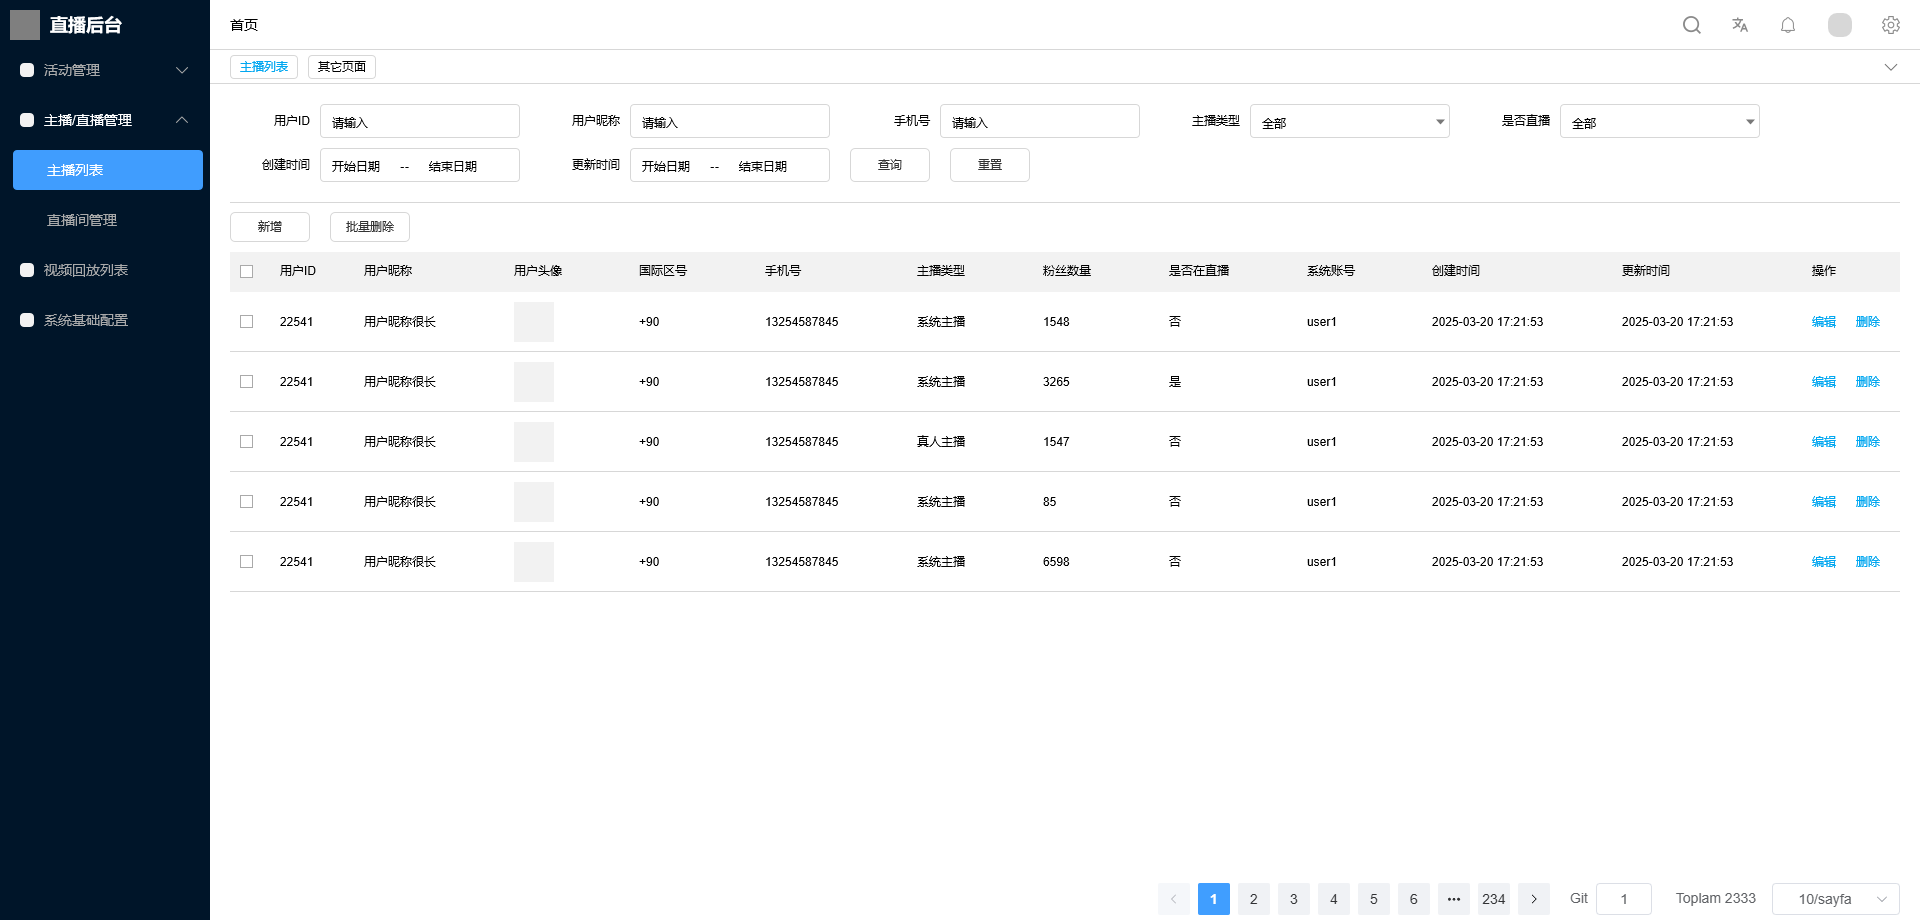 直播后台
活动管理
主播/直播管理
主播列表
直播间管理
视频回放列表
系统基础配置
首页
主播列表 其它页面
用户ID 请输入 用户昵称 请输入 手机号 请输入 主播类型 全部 是否直播 全部
创建时间 开始日期 -- 结束日期 更新时间 开始日期 -- 结束日期 查询 重置
新增 批量删除
用户ID 用户昵称 用户头像 国际区号 手机号 主播类型 粉丝数量 是否在直播 系统账号 创建时间 更新时间 操作
22541 用户昵称很长 +90 13254587845 系统主播 1548 否 user1 2025-03-20 17:21:53 2025-03-20 17:21:53 编辑 删除
22541 用户昵称很长 +90 13254587845 系统主播 3265 是 user1 2025-03-20 17:21:53 2025-03-20 17:21:53 编辑 删除
22541 用户昵称很长 +90 13254587845 真人主播 1547 否 user1 2025-03-20 17:21:53 2025-03-20 17:21:53 编辑 删除
22541 用户昵称很长 +90 13254587845 系统主播 85 否 user1 2025-03-20 17:21:53 2025-03-20 17:21:53 编辑 删除
22541 用户昵称很长 +90 13254587845 系统主播 6598 否 user1 2025-03-20 17:21:53 2025-03-20 17:21:53 编辑 删除
1 2 3 4 5 6 ••• 234 Git 1 Toplam 2333 10/sayfa